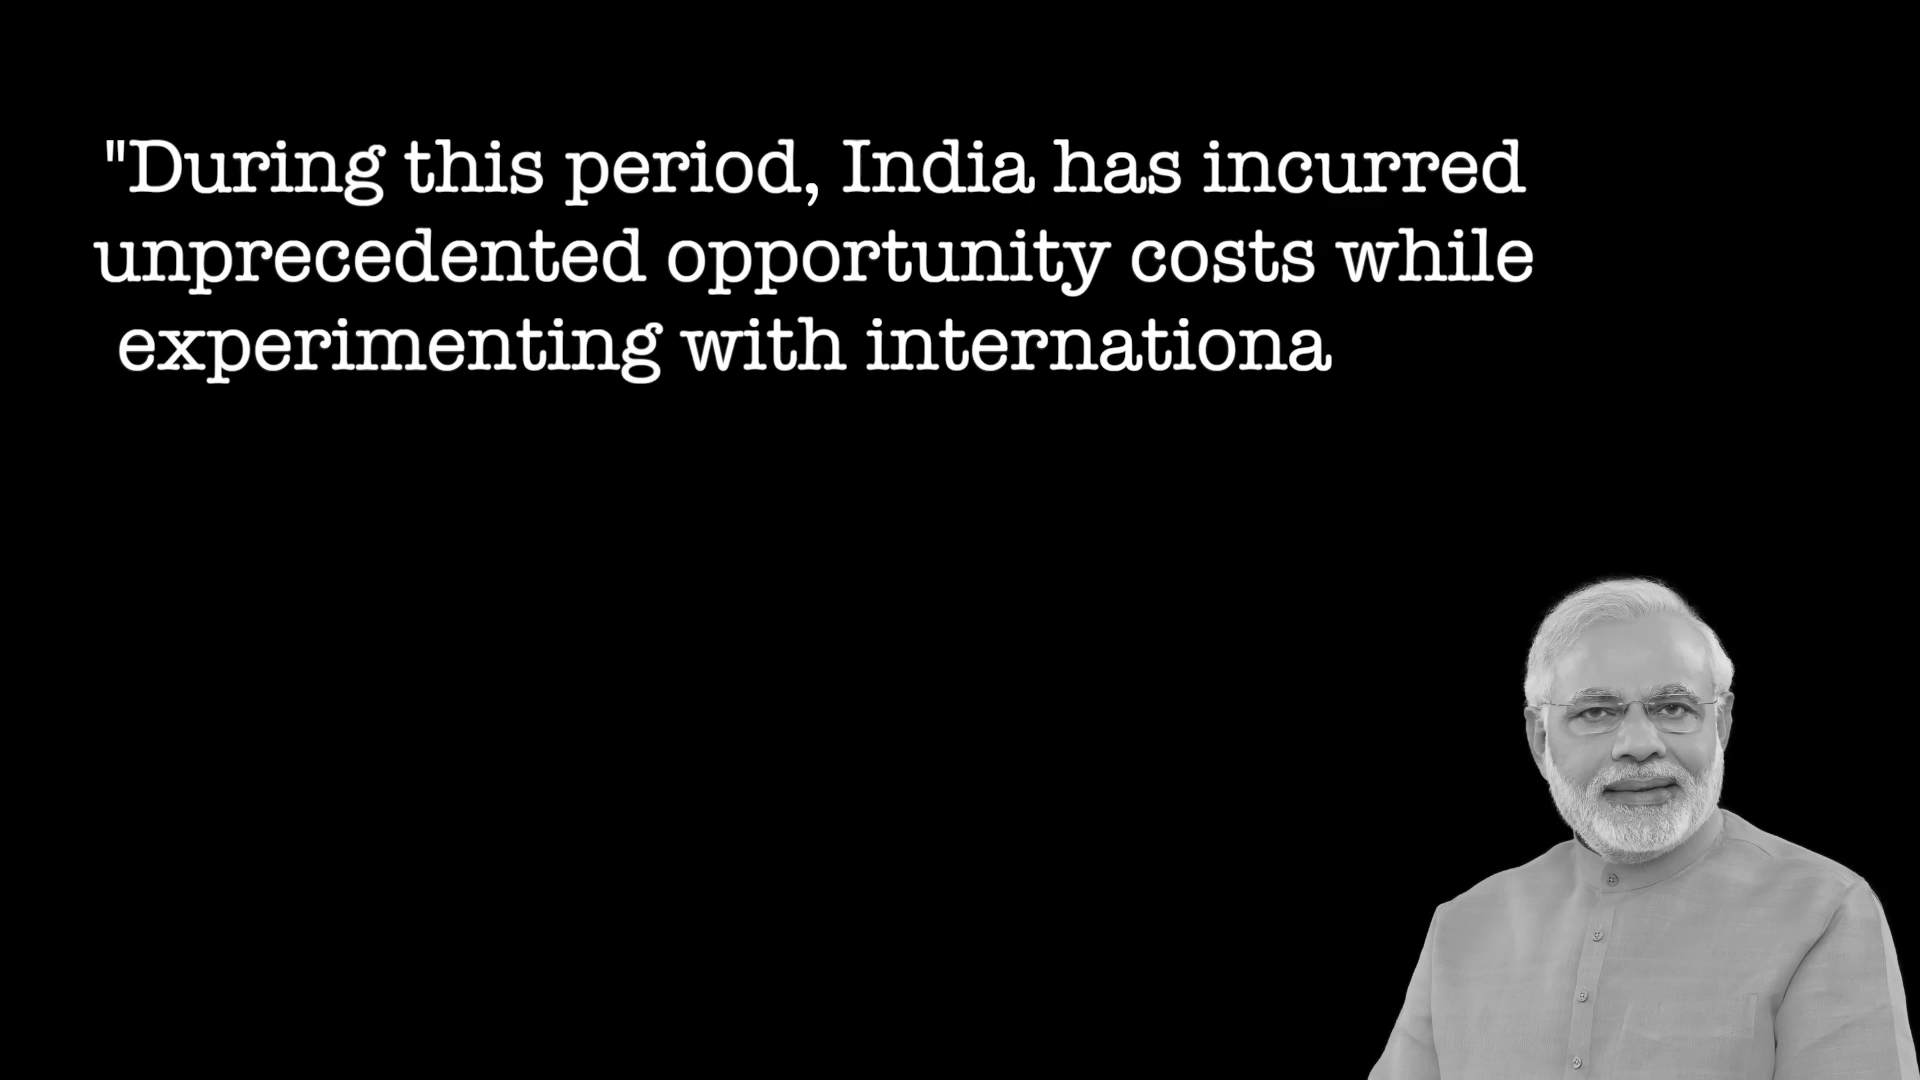 "During this period, India has incurred
unprecedented opportunity costs while
experimenting with internationa